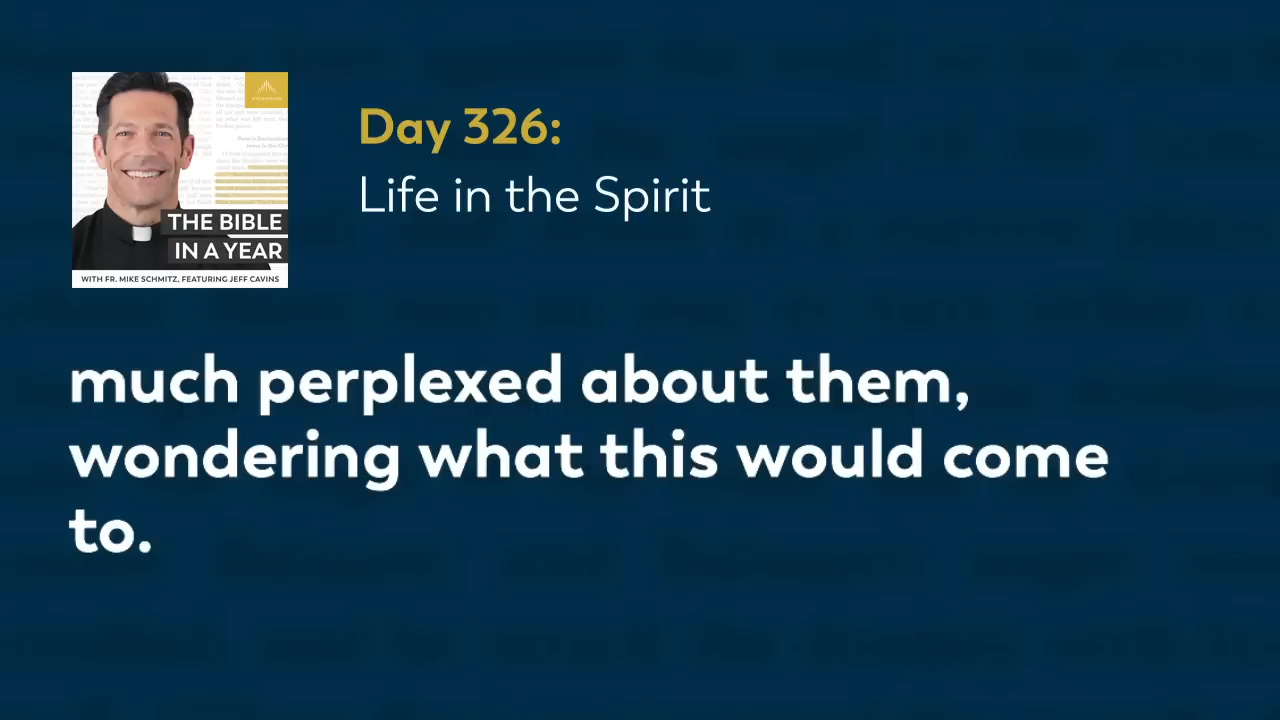 Day 326:
Life in the Spirit
THE BIBLE
IN A YEAR
WITH FR. MIKE SCHMITZ, FEATURING JEFF CAVINS
much perplexed about them,
wondering what this would come
to.